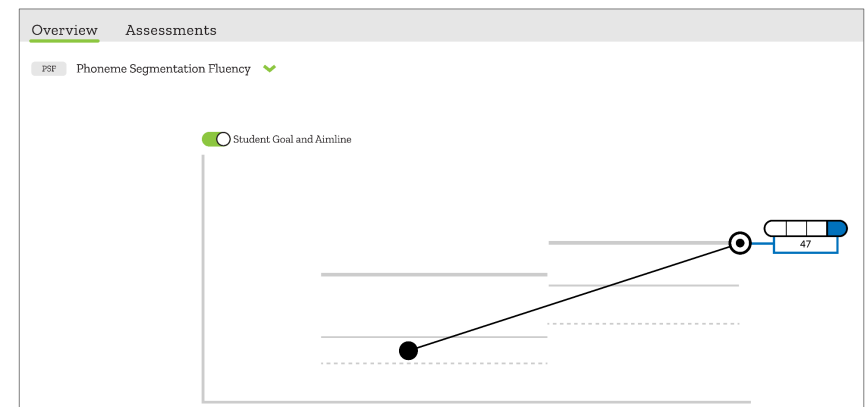 Overview Assessments
PSF Phoneme Segmentation Fluency
Student Goal and Aimline
47